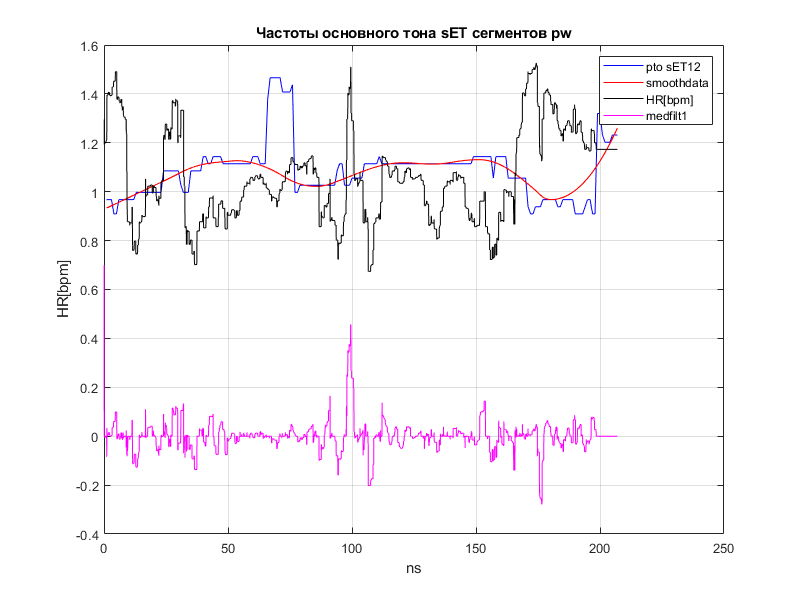 Частоты основного тона sET сегментов pw
pto sET12
smoothdata
HR[bpm]
medfilt1
1.6
1.4
1.2
1
0.8
0.6
0.4
0.2
0
-0.2
-0.4
HR[bpm]
0 50 100 150 200 250
ns